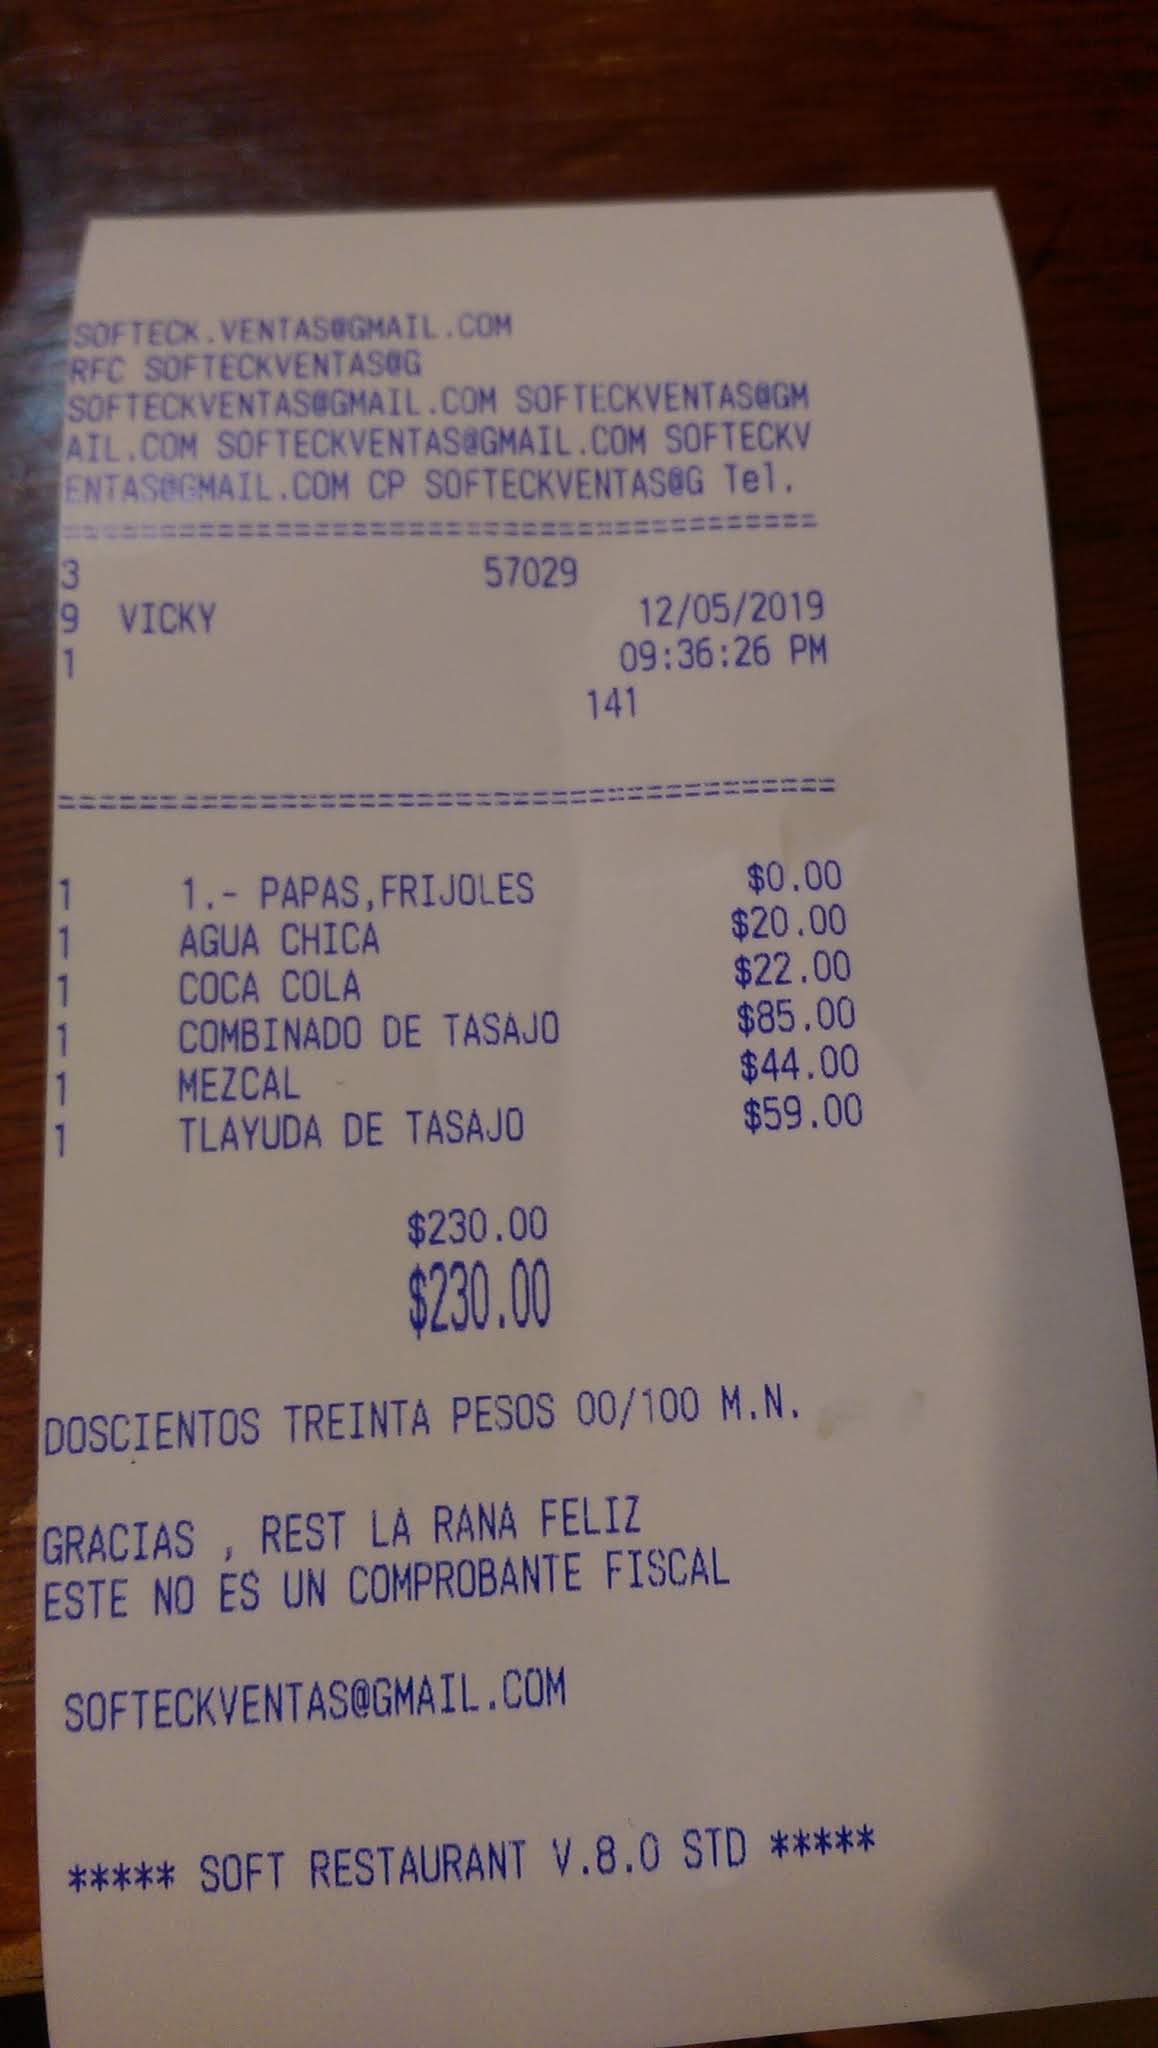 SOFTECK.VENTAS@GMAIL.COM
RFC SOFTECKVENTAS@G
SOFTECKVENTAS@GMAIL.COM SOFTECKVENTAS@GM
AIL.COM SOFTECKVENTAS@GMAIL.COM SOFTECKV
ENTAS@GMAIL.COM CP SOFTECKVENTAS@G Tel.
========================================
3 57029
9 VICKY 12/05/2019
1 09:36:26 PM
141
========================================
1 1.- PAPAS,FRIJOLES $0.00
1 AGUA CHICA $20.00
1 COCA COLA $22.00
1 COMBINADO DE TASAJO $85.00
1 MEZCAL $44.00
1 TLAYUDA DE TASAJO $59.00
$230.00
$230.00
DOSCIENTOS TREINTA PESOS 00/100 M.N.
GRACIAS , REST LA RANA FELIZ
ESTE NO ES UN COMPROBANTE FISCAL
SOFTECKVENTAS@GMAIL.COM
***** SOFT RESTAURANT V.8.0 STD *****